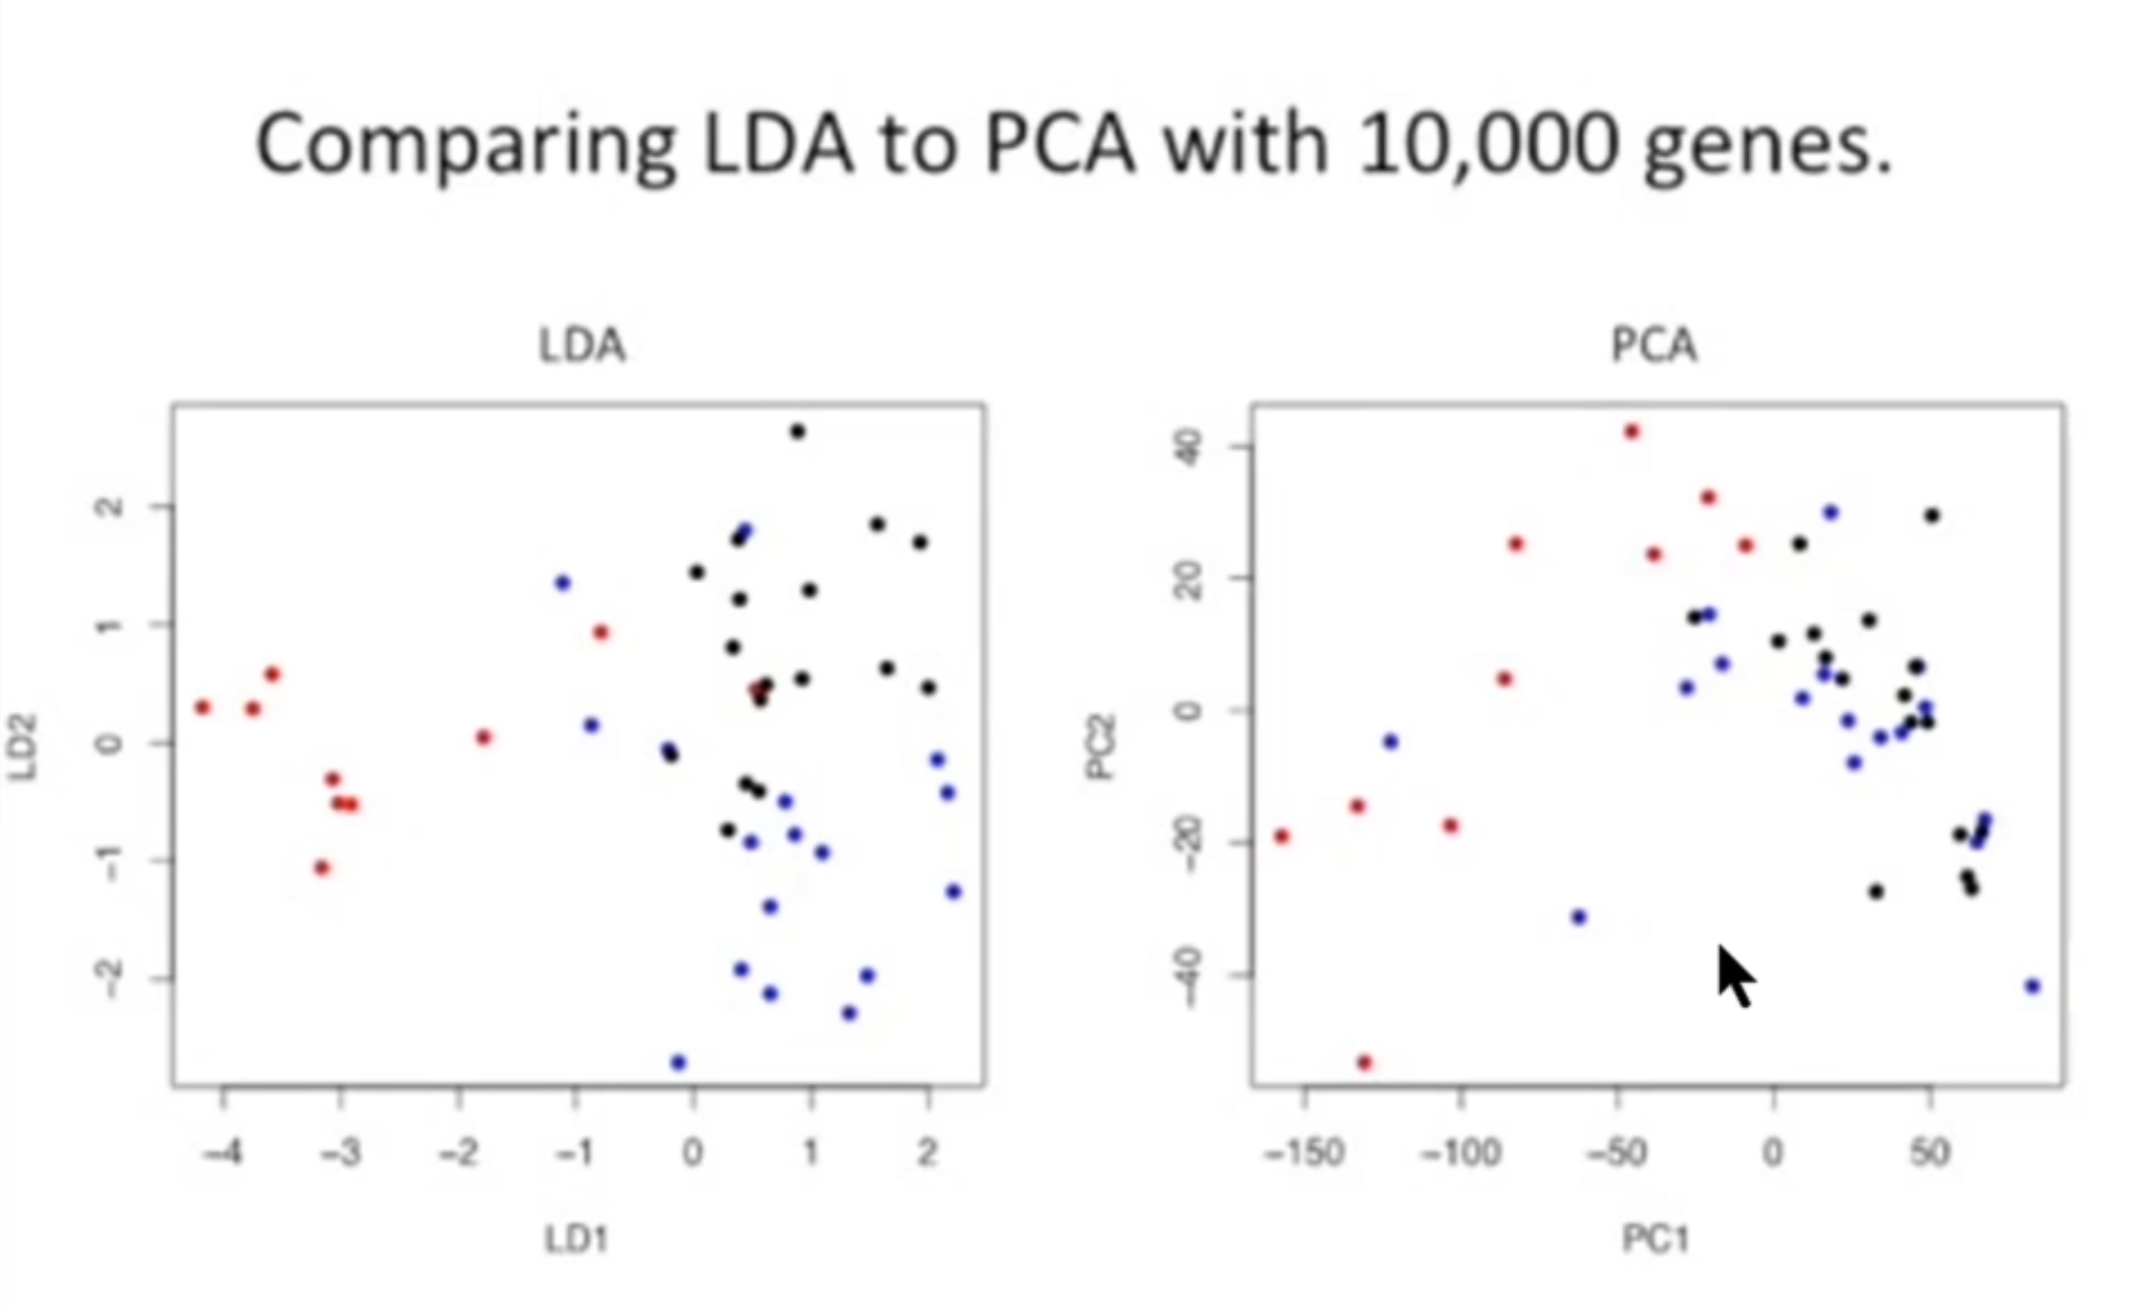 Comparing LDA to PCA with 10,000 genes.
LDA
LD2
2
1
0
−1
−2
−4 −3 −2 −1 0 1 2
LD1
PCA
PC2
40
20
0
−20
−40
−150 −100 −50 0 50
PC1